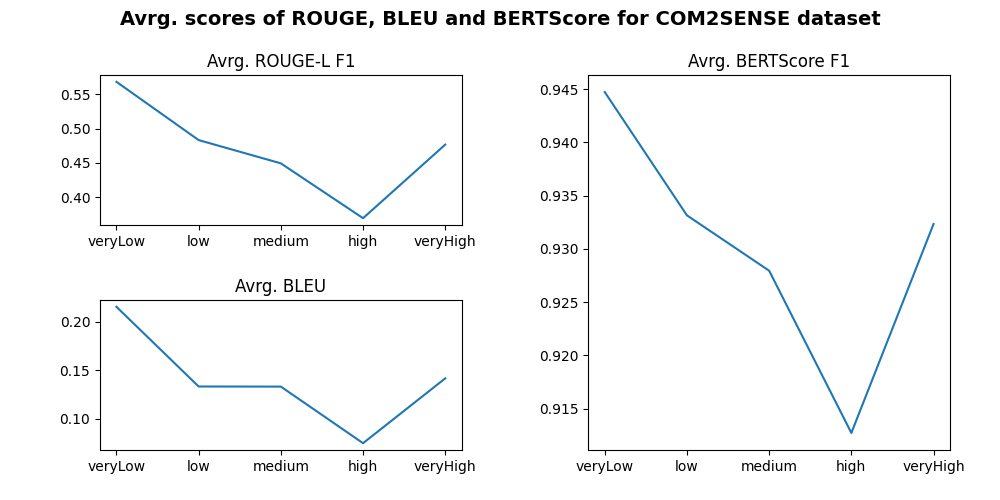 Avrg. scores of ROUGE, BLEU and BERTScore for COM2SENSE dataset
Avrg. ROUGE-L F1
0.55
0.50
0.45
0.40
veryLow low medium high veryHigh
Avrg. BLEU
0.20
0.15
0.10
veryLow low medium high veryHigh
Avrg. BERTScore F1
0.945
0.940
0.935
0.930
0.925
0.920
0.915
veryLow low medium high veryHigh